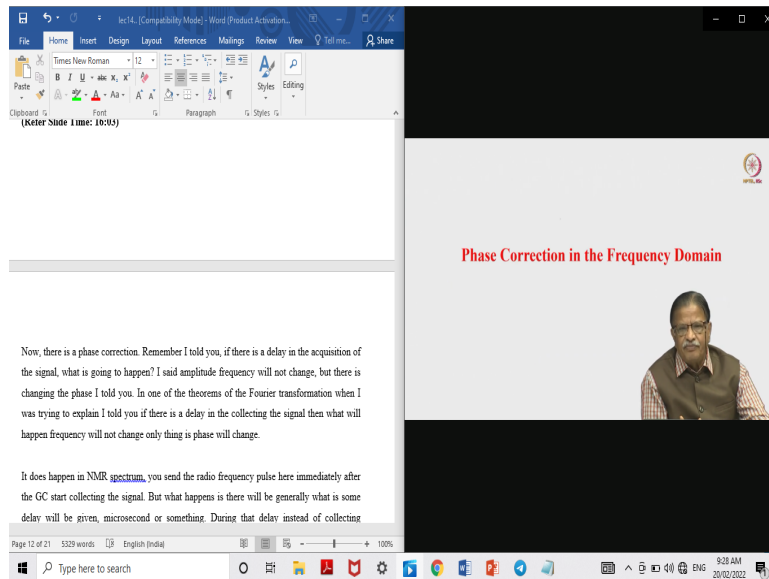 lec14.. [Compatibility Mode] - Word (Product Activation...
File Home Insert Design Layout References Mailings Review View Tell me... Share
Times New Roman 12
Paste
B I U abc x₂ x²
A Aa A A
Styles Editing
Clipboard Font Paragraph Styles
(Refer Slide Time: 16:03)
Now, there is a phase correction. Remember I told you, if there is a delay in the acquisition of
the signal, what is going to happen? I said amplitude frequency will not change, but there is
changing the phase I told you. In one of the theorems of the Fourier transformation when I
was trying to explain I told you if there is a delay in the collecting the signal then what will
happen frequency will not change only thing is phase will change.
It does happen in NMR spectrum, you send the radio frequency pulse here immediately after
the GC start collecting the signal. But what happens is there will be generally what is some
delay will be given, microsecond or something. During that delay instead of collecting
Page 12 of 21 5329 words English (India) 100%
Phase Correction in the Frequency Domain
Type here to search
ENG
9:28 AM
20/02/2022